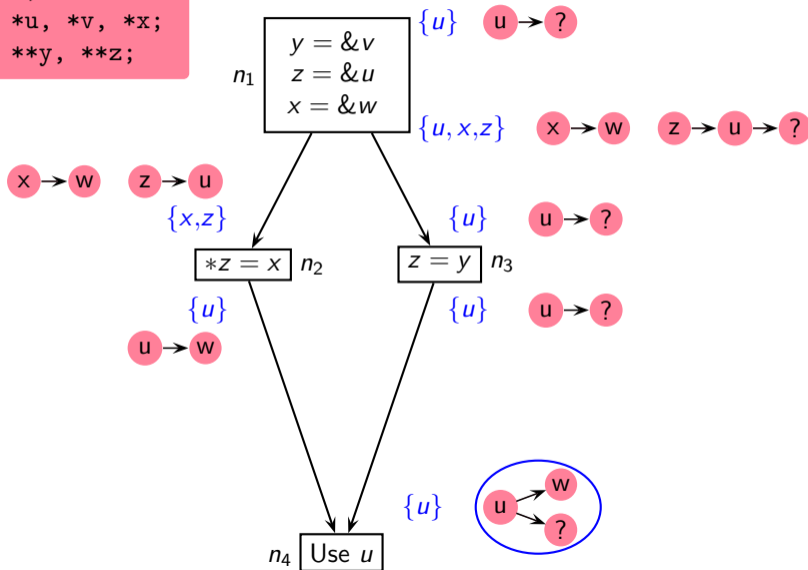 *u, *v, *x;
**y, **z;
{u} u ?
n1
y = &v
z = &u
x = &w
{u, x,z} x w z u ?
x w z u
{x,z} {u} u ?
*z = x n2
z = y n3
{u} {u} u ?
u w
{u} u w ?
n4 Use u